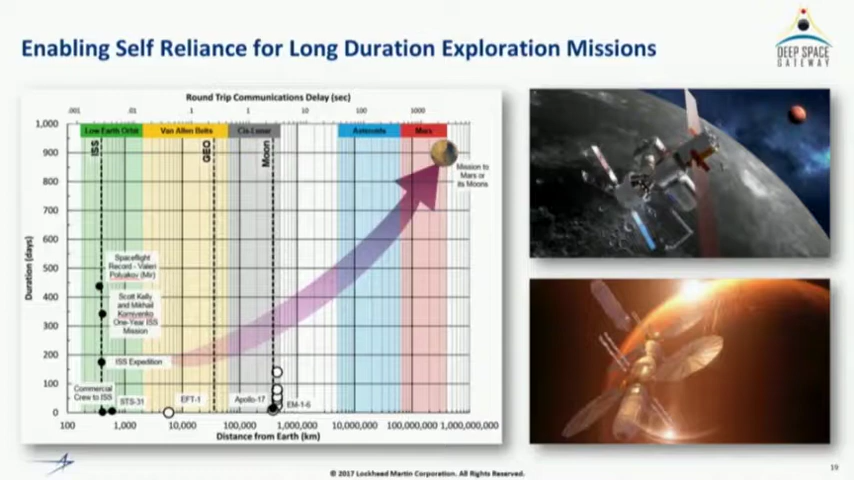 Enabling Self Reliance for Long Duration Exploration Missions
DEEP SPACE
GATEWAY
Round Trip Communications Delay (sec)
.001 .01 .1 1 10 100 1000
Low Earth Orbit Van Allen Belts Cis-Lunar Asteroids Mars
1,000
900
800
700
600
500
400
300
200
100
0
Duration (days)
ISS
GEO
Moon
Mission to
Mars or
its Moons
Spaceflight
Record - Valeri
Polyakov (Mir)
Scott Kelly
and Mikhail
Kornivenko
One-Year ISS
Mission
ISS Expedition
Commercial
Crew to ISS
STS-31
EFT-1
Apollo-17
EM-1-6
100 1,000 10,000 100,000 1,000,000 10,000,000 100,000,000 1,000,000,000
Distance from Earth (km)
© 2017 Lockheed Martin Corporation. All Rights Reserved.
19